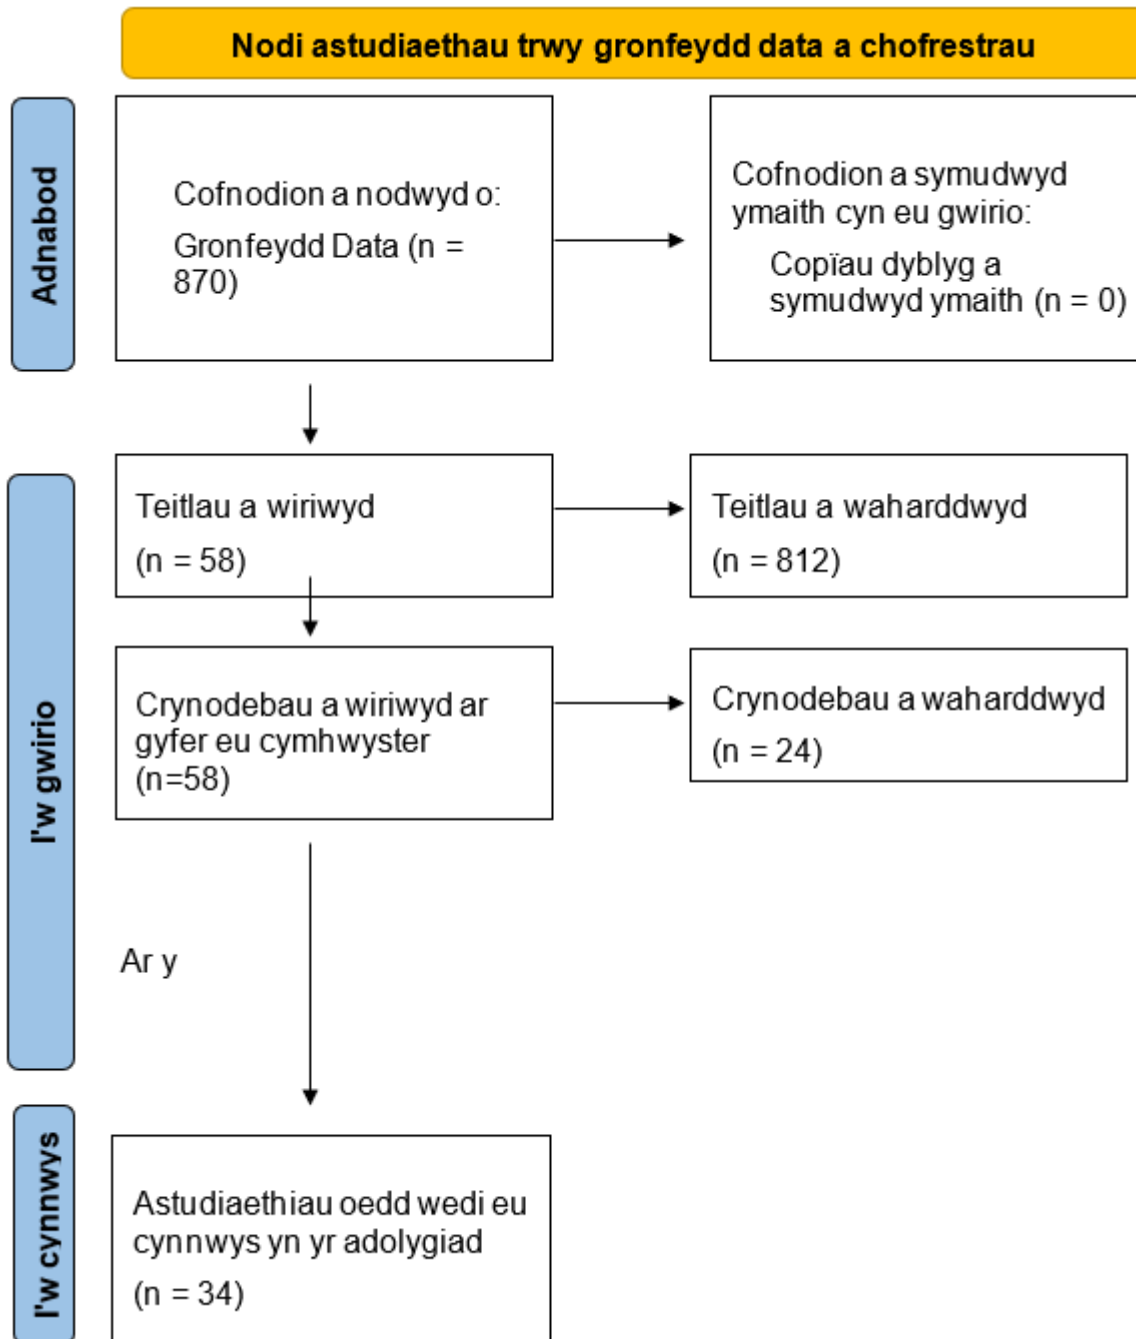 Nodi astudiaethau trwy gronfeydd data a chofrestrau
Adnabod
Cofnodion a nodwyd o:
Gronfeydd Data (n =
870)
Cofnodion a symudwyd
ymaith cyn eu gwirio:
Copïau dyblyg a
symudwyd ymaith (n = 0)
I'w gwirio
Teitlau a wiriwyd
(n = 58)
Teitlau a waharddwyd
(n = 812)
Crynodebau a wiriwyd ar
gyfer eu cymhwyster
(n=58)
Crynodebau a waharddwyd
(n = 24)
Ar y
I'w cynnwys
Astudiaethiau oedd wedi eu
cynnwys yn yr adolygiad
(n = 34)